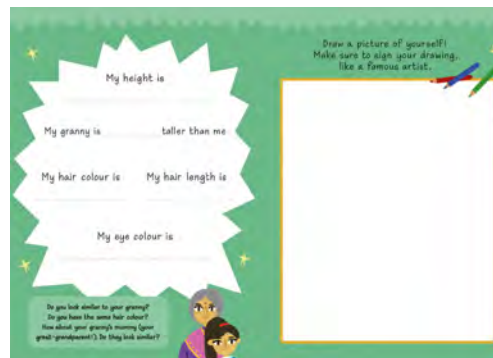 My height is
My granny is taller than me
My hair colour is My hair length is
My eye colour is
Do you look similar to your granny?
Do you have the same hair colour?
How about your granny's mummy (your
great-grandparent!). Do they look similar?
Draw a picture of yourself!
Make sure to sign your drawing,
like a famous artist.